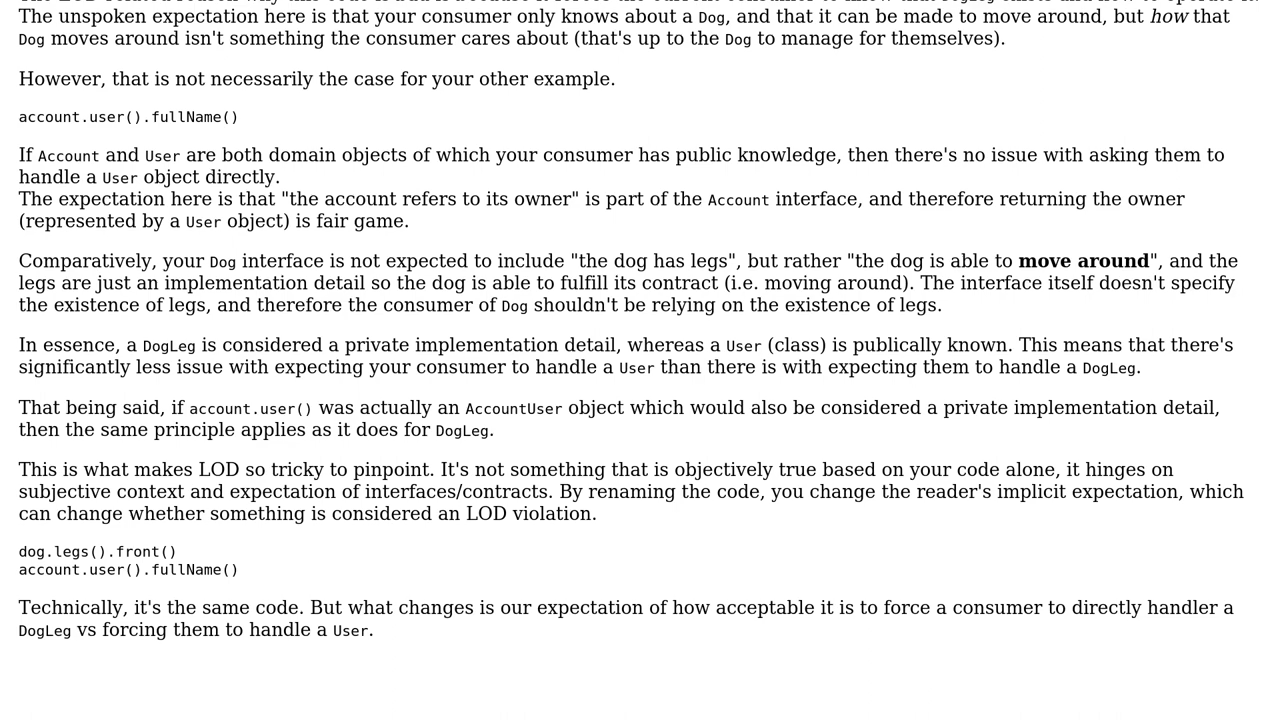 The unspoken expectation here is that your consumer only knows about a Dog, and that it can be made to move around, but how that
Dog moves around isn't something the consumer cares about (that's up to the Dog to manage for themselves).
However, that is not necessarily the case for your other example.
account.user().fullName()
If Account and User are both domain objects of which your consumer has public knowledge, then there's no issue with asking them to
handle a User object directly.
The expectation here is that "the account refers to its owner" is part of the Account interface, and therefore returning the owner
(represented by a User object) is fair game.
Comparatively, your Dog interface is not expected to include "the dog has legs", but rather "the dog is able to move around", and the
legs are just an implementation detail so the dog is able to fulfill its contract (i.e. moving around). The interface itself doesn't specify
the existence of legs, and therefore the consumer of Dog shouldn't be relying on the existence of legs.
In essence, a DogLeg is considered a private implementation detail, whereas a User (class) is publically known. This means that there's
significantly less issue with expecting your consumer to handle a User than there is with expecting them to handle a DogLeg.
That being said, if account.user() was actually an AccountUser object which would also be considered a private implementation detail,
then the same principle applies as it does for DogLeg.
This is what makes LOD so tricky to pinpoint. It's not something that is objectively true based on your code alone, it hinges on
subjective context and expectation of interfaces/contracts. By renaming the code, you change the reader's implicit expectation, which
can change whether something is considered an LOD violation.
dog.legs().front()
account.user().fullName()
Technically, it's the same code. But what changes is our expectation of how acceptable it is to force a consumer to directly handler a
DogLeg vs forcing them to handle a User.